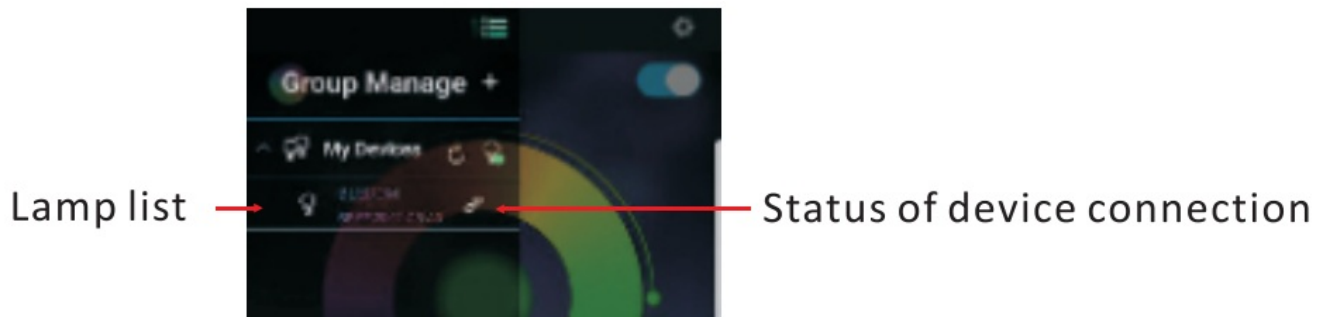 Group Manage +
My Devices
Lamp list
Status of device connection